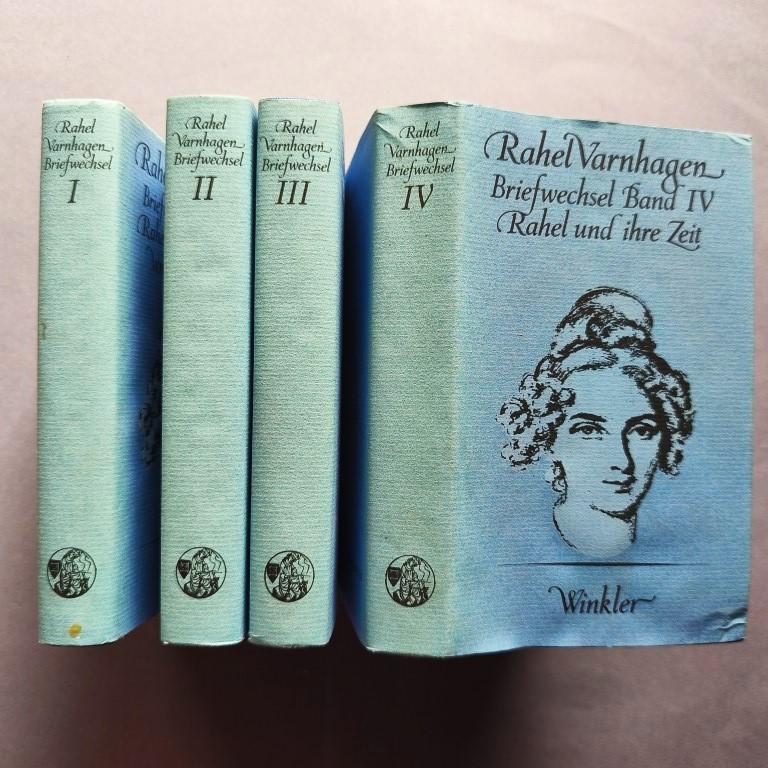 Rahel
Varnhagen
Briefwechsel
I
Rahel
Varnhagen
Briefwechsel
II
Rahel
Varnhagen
Briefwechsel
III
Rahel
Varnhagen
Briefwechsel
IV
Rahel Varnhagen
Briefwechsel Band IV
Rahel und ihre Zeit
Winkler